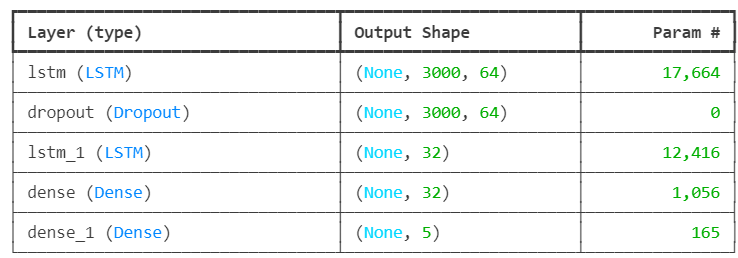 Layer (type) Output Shape Param #
lstm (LSTM) (None, 3000, 64) 17,664
dropout (Dropout) (None, 3000, 64) 0
lstm_1 (LSTM) (None, 32) 12,416
dense (Dense) (None, 32) 1,056
dense_1 (Dense) (None, 5) 165